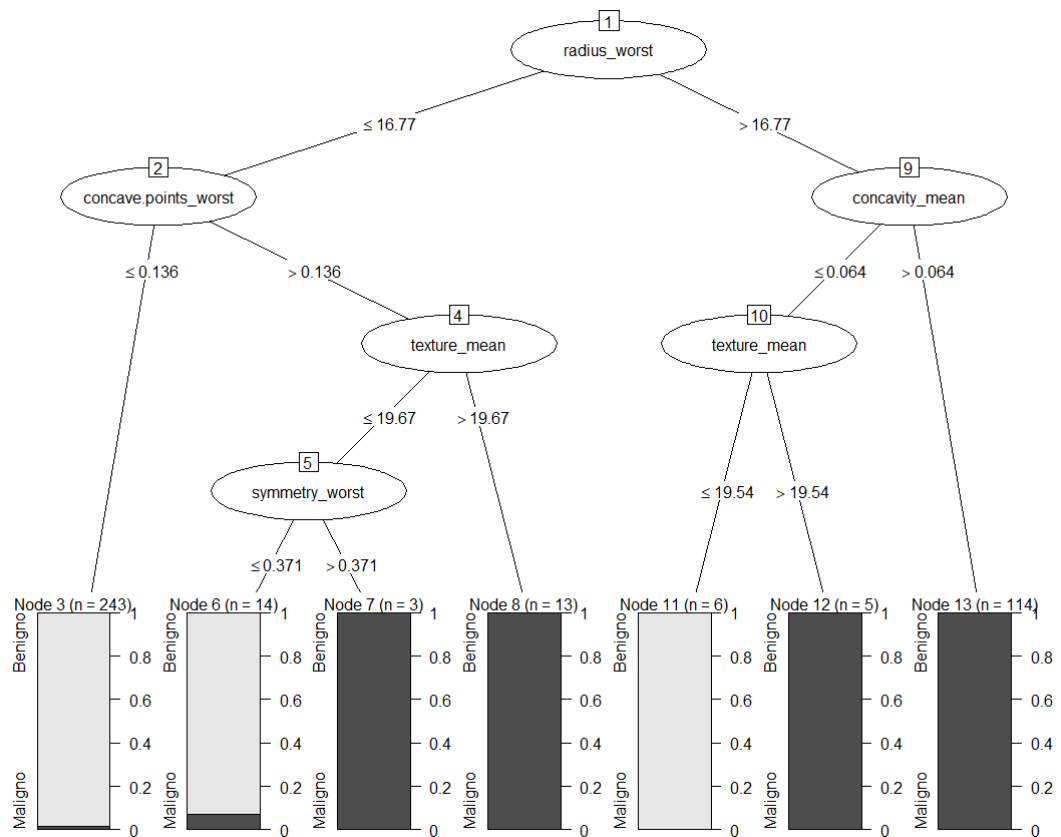 1
radius_worst
≤ 16.77
> 16.77
2
concave.points_worst
9
concavity_mean
≤ 0.136
> 0.136
≤ 0.064
> 0.064
4
texture_mean
10
texture_mean
≤ 19.67
> 19.67
5
symmetry_worst
≤ 19.54
> 19.54
≤ 0.371
> 0.371
Node 3 (n = 243)
Benigno
Maligno
1
0.8
0.6
0.4
0.2
0
Node 6 (n = 14)
Benigno
Maligno
1
0.8
0.6
0.4
0.2
0
Node 7 (n = 3)
Benigno
Maligno
1
0.8
0.6
0.4
0.2
0
Node 8 (n = 13)
Benigno
Maligno
1
0.8
0.6
0.4
0.2
0
Node 11 (n = 6)
Benigno
Maligno
1
0.8
0.6
0.4
0.2
0
Node 12 (n = 5)
Benigno
Maligno
1
0.8
0.6
0.4
0.2
0
Node 13 (n = 114)
Benigno
Maligno
1
0.8
0.6
0.4
0.2
0